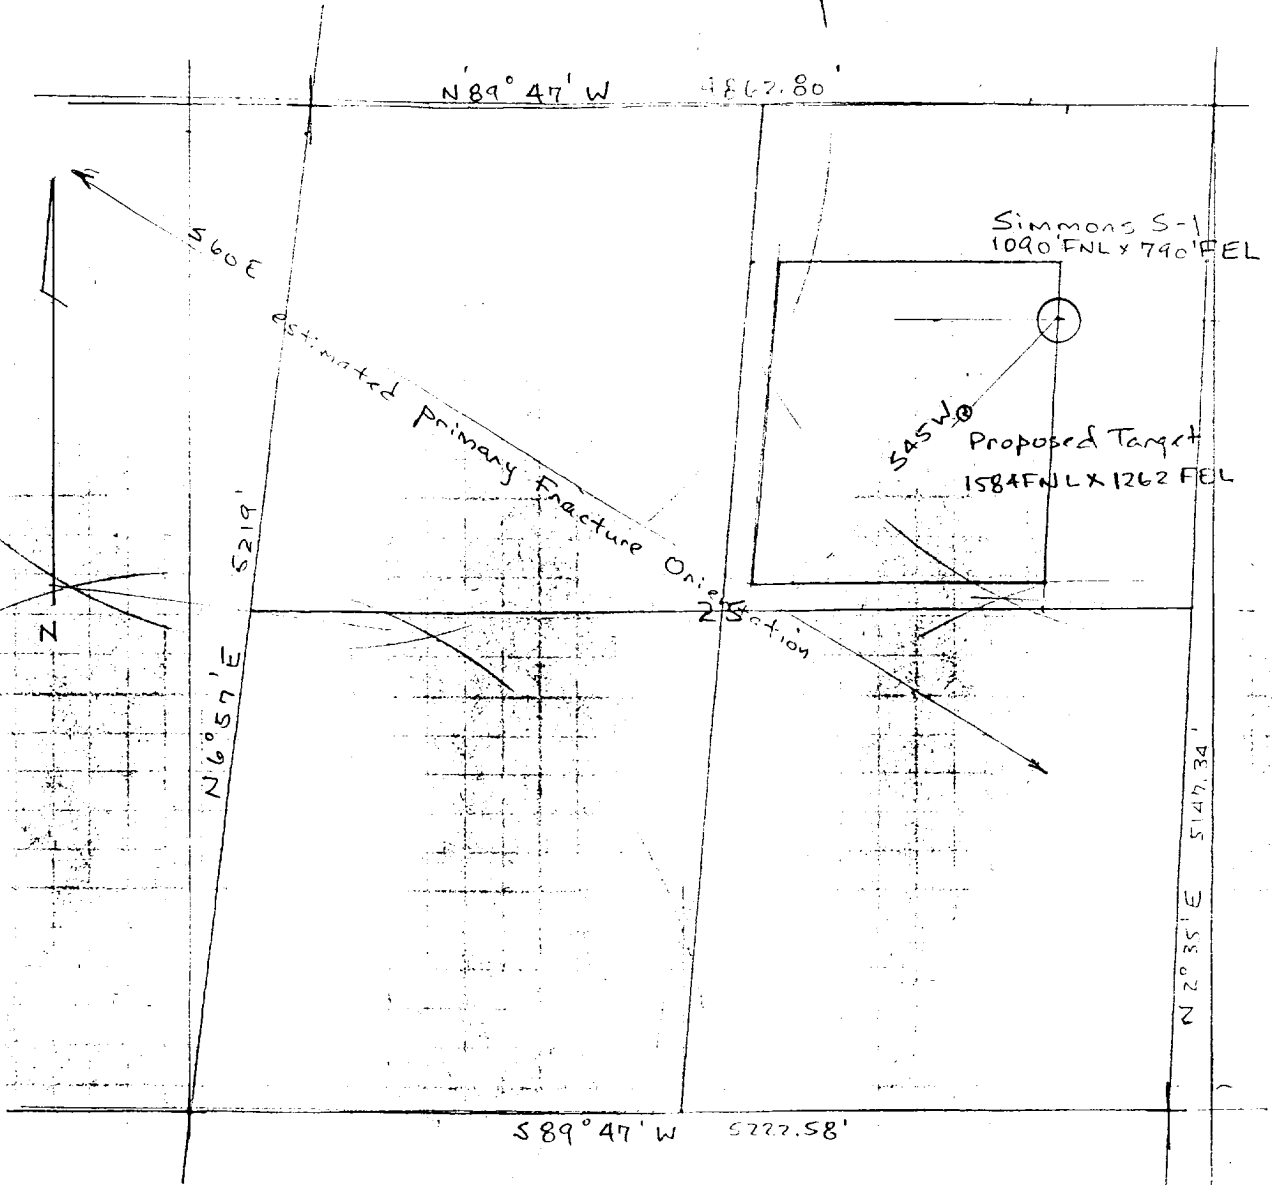 N 89° 47' W 4862.80'
Simmons S-1
1090' FNL x 790' FEL
S60E
estimated primary Fracture Orientation
S45W
Proposed Target
1584 FNL x 1262 FEL
5219'
N 6° 57' E
25
N
5147.34'
N 2° 35' E
S 89° 47' W 5222.58'